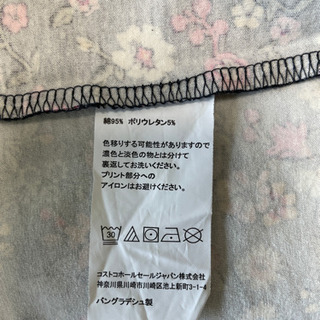 綿95% ポリウレタン5%
色移りする可能性がありますので
濃色と淡色の物とは分けて
裏返してお洗いください。
プリント部分への
アイロンはお避けください。
30
コストコホールセールジャパン株式会社
神奈川県川崎市川崎区池上新町3-1-4
バングラデシュ製